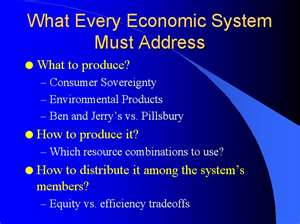 What Every Economic System
Must Address
● What to produce?
– Consumer Sovereignty
– Environmental Products
– Ben and Jerry's vs. Pillsbury
● How to produce it?
– Which resource combinations to use?
● How to distribute it among the system's
members?
– Equity vs. efficiency tradeoffs